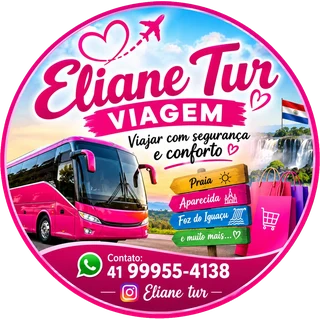 Eliane Tur
VIAGEM
Viajar com segurança
e conforto
Praia
Aparecida
Foz do Iguaçu
e muito mais...
Contato:
41 99955-4138
Eliane tur